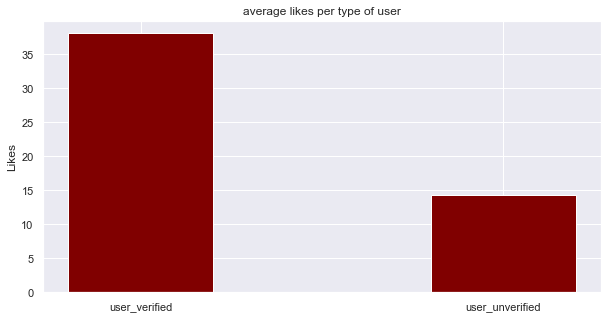 average likes per type of user
Likes
35
30
25
20
15
10
5
0
user_verified
user_unverified